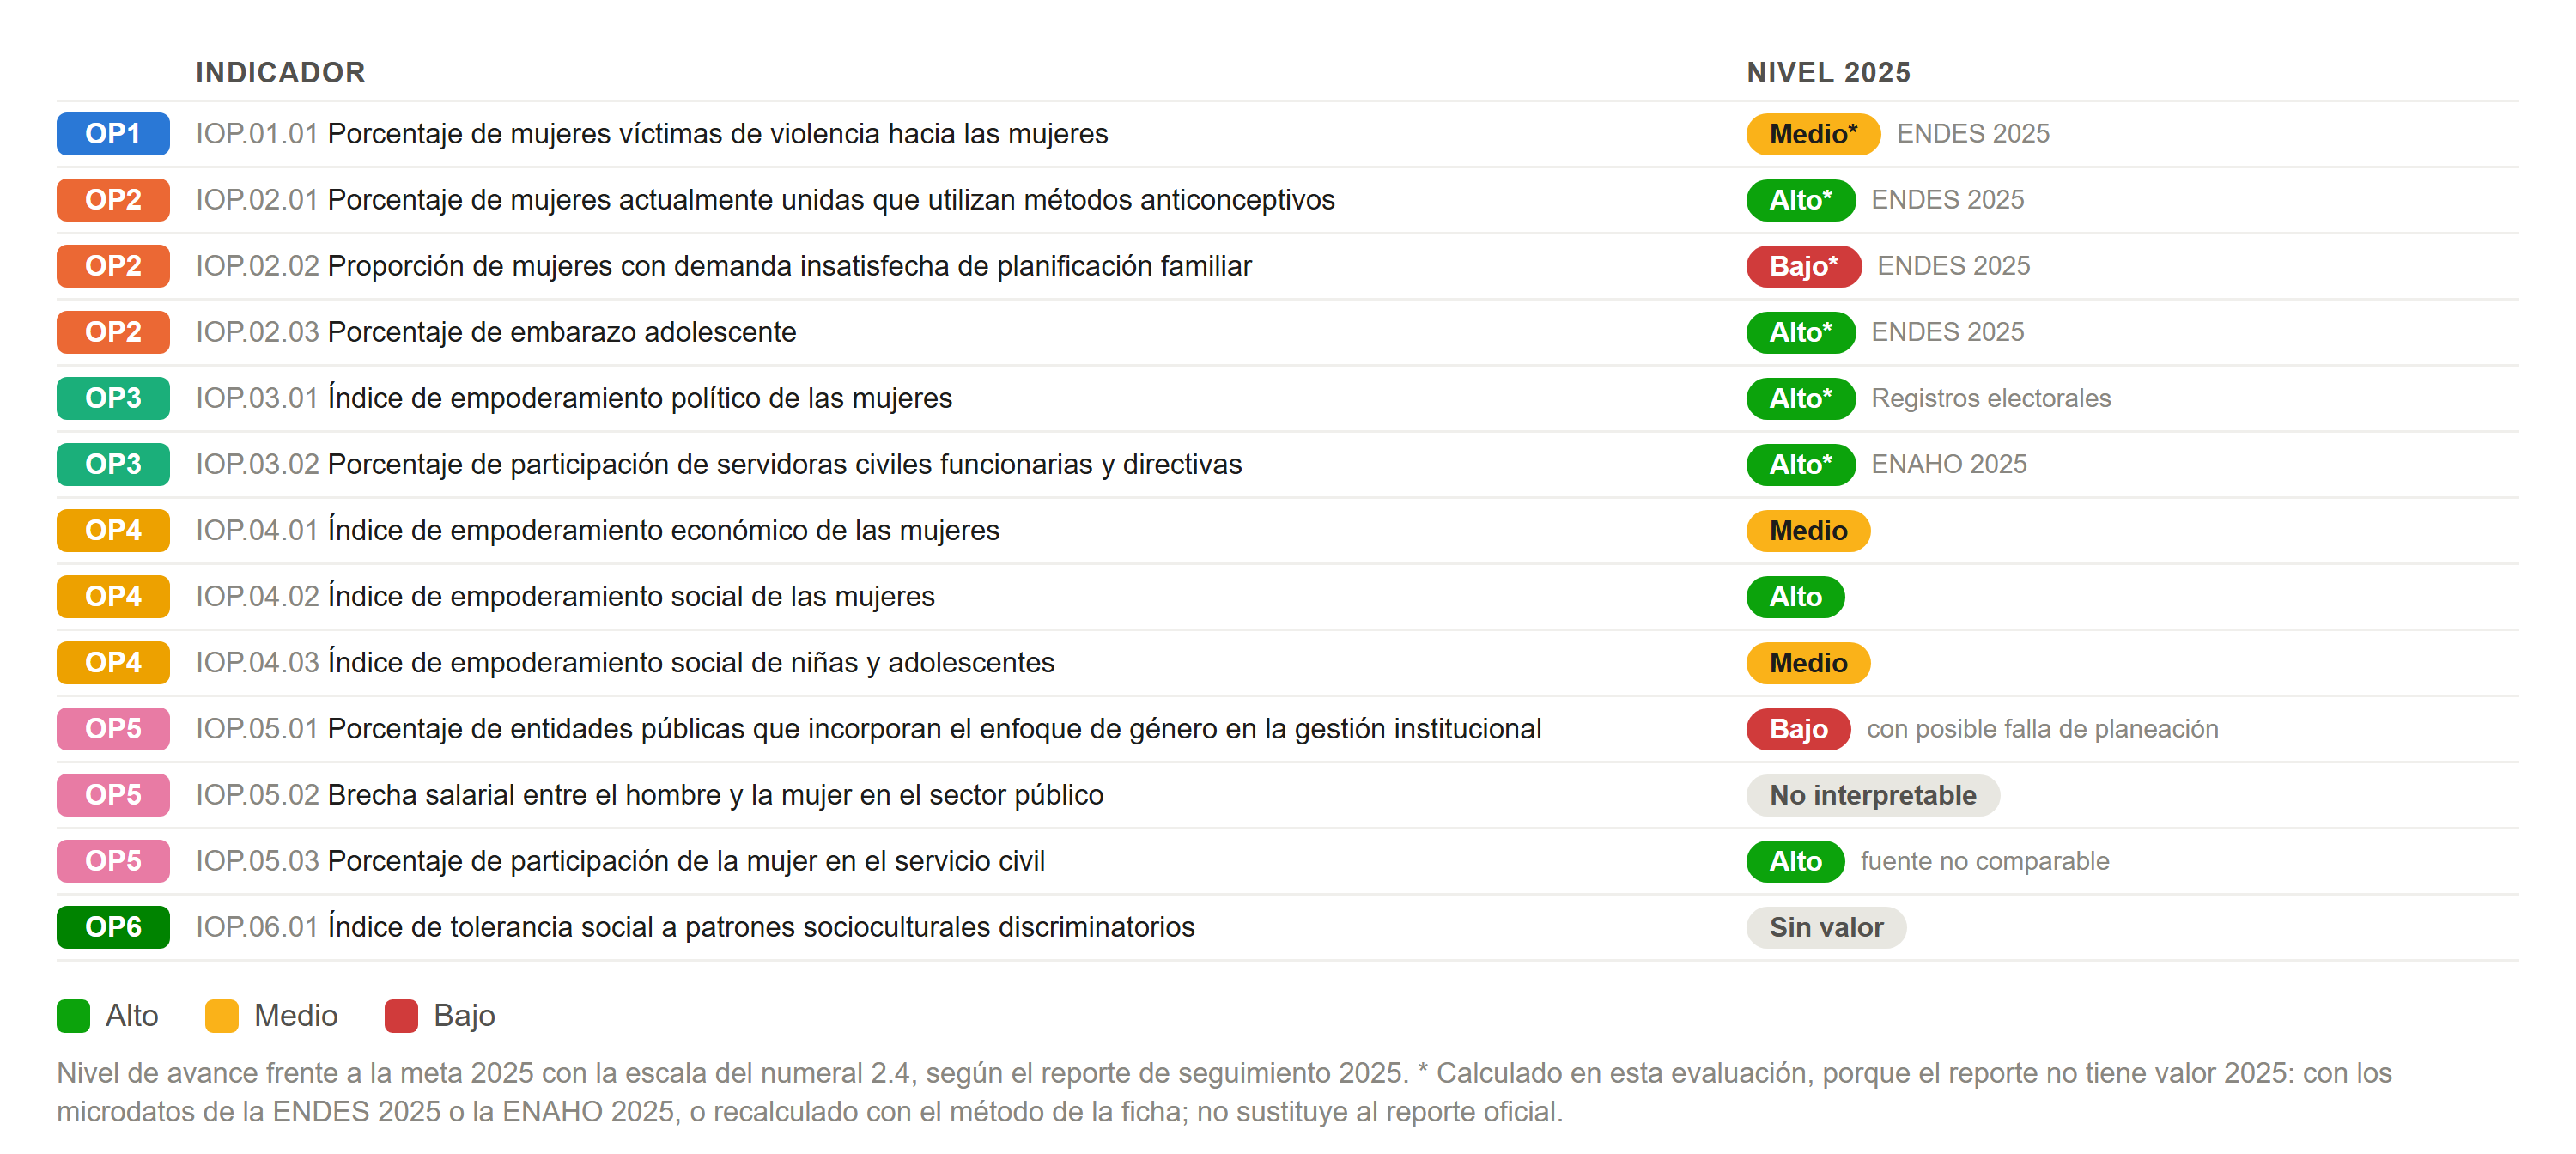 INDICADOR NIVEL 2025
OP1 IOP.01.01 Porcentaje de mujeres víctimas de violencia hacia las mujeres Medio* ENDES 2025
OP2 IOP.02.01 Porcentaje de mujeres actualmente unidas que utilizan métodos anticonceptivos Alto* ENDES 2025
OP2 IOP.02.02 Proporción de mujeres con demanda insatisfecha de planificación familiar Bajo* ENDES 2025
OP2 IOP.02.03 Porcentaje de embarazo adolescente Alto* ENDES 2025
OP3 IOP.03.01 Índice de empoderamiento político de las mujeres Alto* Registros electorales
OP3 IOP.03.02 Porcentaje de participación de servidoras civiles funcionarias y directivas Alto* ENAHO 2025
OP4 IOP.04.01 Índice de empoderamiento económico de las mujeres Medio
OP4 IOP.04.02 Índice de empoderamiento social de las mujeres Alto
OP4 IOP.04.03 Índice de empoderamiento social de niñas y adolescentes Medio
OP5 IOP.05.01 Porcentaje de entidades públicas que incorporan el enfoque de género en la gestión institucional Bajo con posible falla de planeación
OP5 IOP.05.02 Brecha salarial entre el hombre y la mujer en el sector público No interpretable
OP5 IOP.05.03 Porcentaje de participación de la mujer en el servicio civil Alto fuente no comparable
OP6 IOP.06.01 Índice de tolerancia social a patrones socioculturales discriminatorios Sin valor
Alto Medio Bajo
Nivel de avance frente a la meta 2025 con la escala del numeral 2.4, según el reporte de seguimiento 2025. * Calculado en esta evaluación, porque el reporte no tiene valor 2025: con los
microdatos de la ENDES 2025 o la ENAHO 2025, o recalculado con el método de la ficha; no sustituye al reporte oficial.